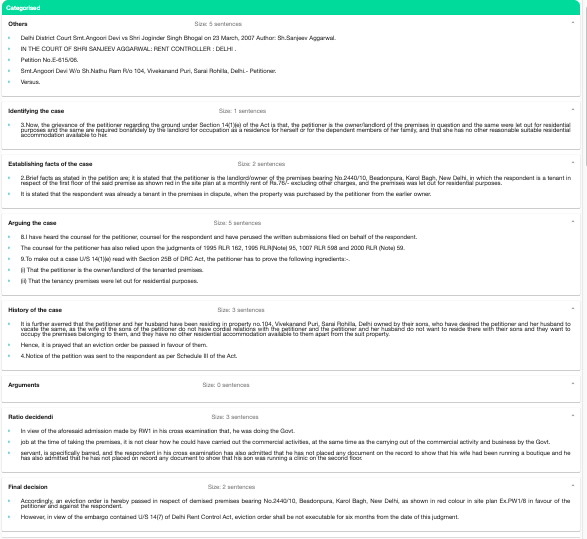 Categorised
Others Size: 5 sentences
Delhi District Court Smt.Angoori Devi vs Shri Joginder Singh Bhogal on 23 March, 2007 Author: Sh.Sanjeev Aggarwal.
IN THE COURT OF SHRI SANJEEV AGGARWAL: RENT CONTROLLER : DELHI .
Petition No.E-615/06.
Smt.Angoori Devi W/o Sh.Nathu Ram R/o 104, Vivekanand Puri, Sarai Rohilla, Delhi.- Petitioner.
Versus.
Identifying the case Size: 1 sentences
3.Now, the grievance of the petitioner regarding the ground under Section 14(1)(e) of the Act is that, the petitioner is the owner/landlord of the premises in question and the same were let out for residential
purposes and the same are required bonafidely by the landlord for occupation as a residence for herself or for the dependent members of her family, and that she has no other reasonable suitable residential
accommodation available to her.
Establishing facts of the case Size: 2 sentences
2.Brief facts as stated in the petition are; it is stated that the petitioner is the landlord/owner of the premises bearing No.2440/10, Beadonpura, Karol Bagh, New Delhi, in which the respondent is a tenant in
respect of the first floor of the said premise as shown red in the site plan at a monthly rent of Rs.76/- excluding other charges, and the premises was let out for residential purposes.
It is stated that the respondent was already a tenant in the premises in dispute, when the property was purchased by the petitioner from the earlier owner.
Arguing the case Size: 5 sentences
8.I have heard the counsel for the petitioner, counsel for the respondent and have perused the written submissions filed on behalf of the respondent.
The counsel for the petitioner has also relied upon the judgments of 1995 RLR 162, 1995 RLR(Note) 95, 1007 RLR 598 and 2000 RLR (Note) 59.
9.To make out a case U/S 14(1)(e) read with Section 25B of DRC Act, the petitioner has to prove the following ingredients:-.
(i) That the petitioner is the owner/landlord of the tenanted premises.
(ii) That the tenancy premises were let out for residential purposes.
History of the case Size: 3 sentences
It is further averred that the petitioner and her husband have been residing in property no.104, Vivekanand Puri, Sarai Rohilla, Delhi owned by their sons, who have desired the petitioner and her husband to
vacate the same, as the wife of the sons of the petitioner do not have cordial relations with the petitioner and the petitioner and her husband do not want to reside there with their sons and they want to
occupy the premises belonging to them, and they have no other residential accommodation available to them apart from the suit property.
Hence, it is prayed that an eviction order be passed in favour of them.
4.Notice of the petition was sent to the respondent as per Schedule III of the Act.
Arguments Size: 0 sentences
Ratio decidendi Size: 3 sentences
In view of the aforesaid admission made by RW1 in his cross examination that, he was doing the Govt.
job at the time of taking the premises, it is not clear how he could have carried out the commercial activities, at the same time as the carrying out of the commercial activity and business by the Govt.
servant, is specifically barred, and the respondent in his cross examination has also admitted that he has not placed any document on the record to show that his wife had been running a boutique and he
has also admitted that he has not placed on record any document to show that his son was running a clinic on the second floor.
Final decision Size: 2 sentences
Accordingly, an eviction order is hereby passed in respect of demised premises bearing No.2440/10, Beadonpura, Karol Bagh, New Delhi, as shown in red colour in site plan Ex.PW1/6 in favour of the
petitioner and against the respondent.
However, in view of the embargo contained U/S 14(7) of Delhi Rent Control Act, eviction order shall not be executable for six months from the date of this judgment.